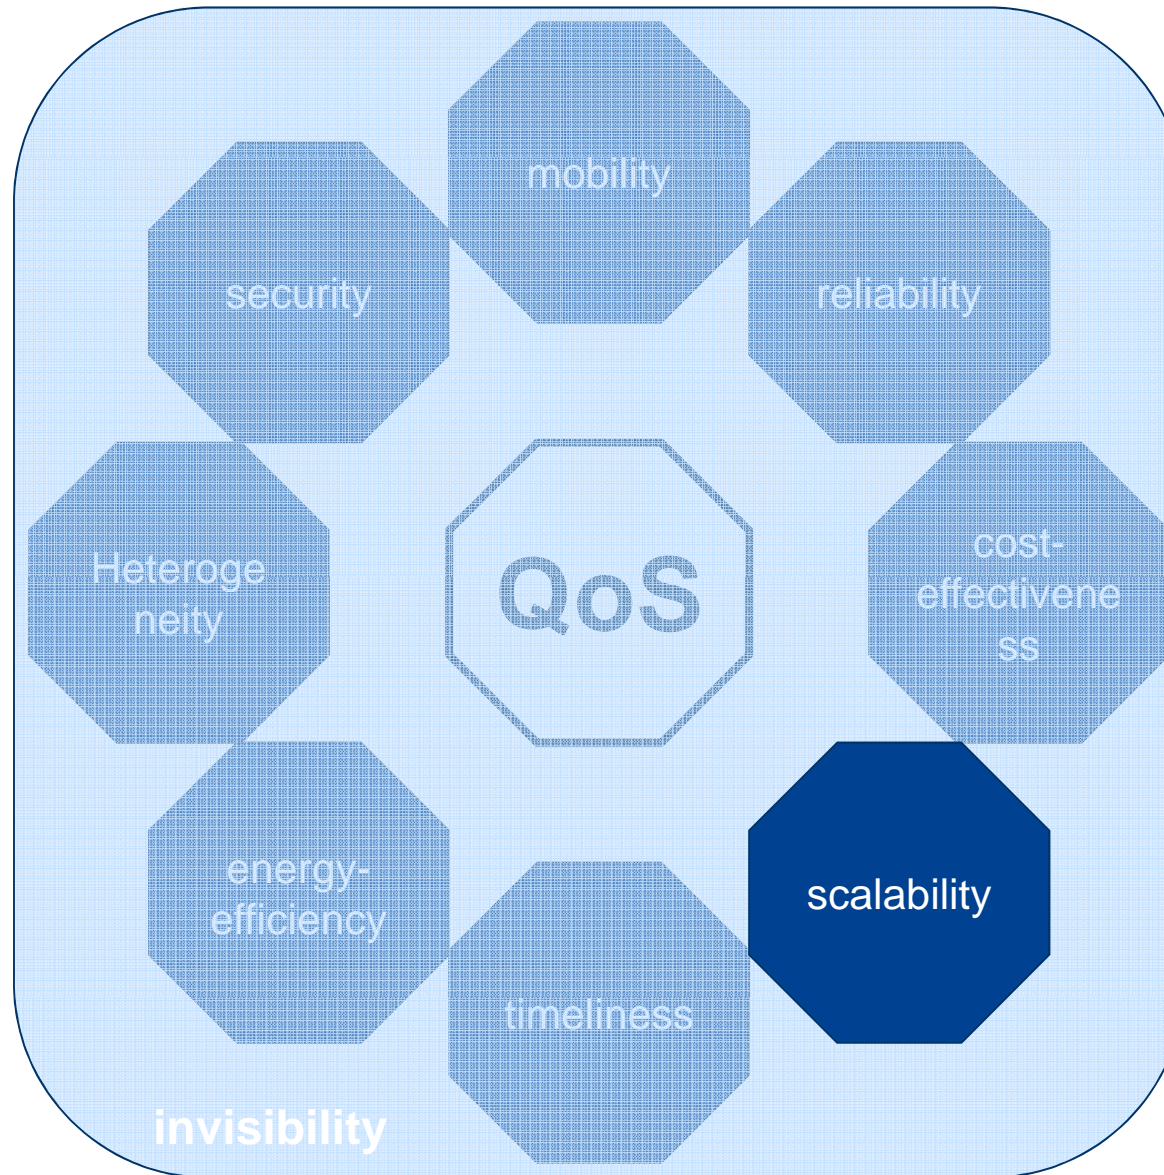 mobility
security
reliability
Heteroge
neity
QoS
cost-
effectivene
ss
energy-
efficiency
scalability
timeliness
invisibility